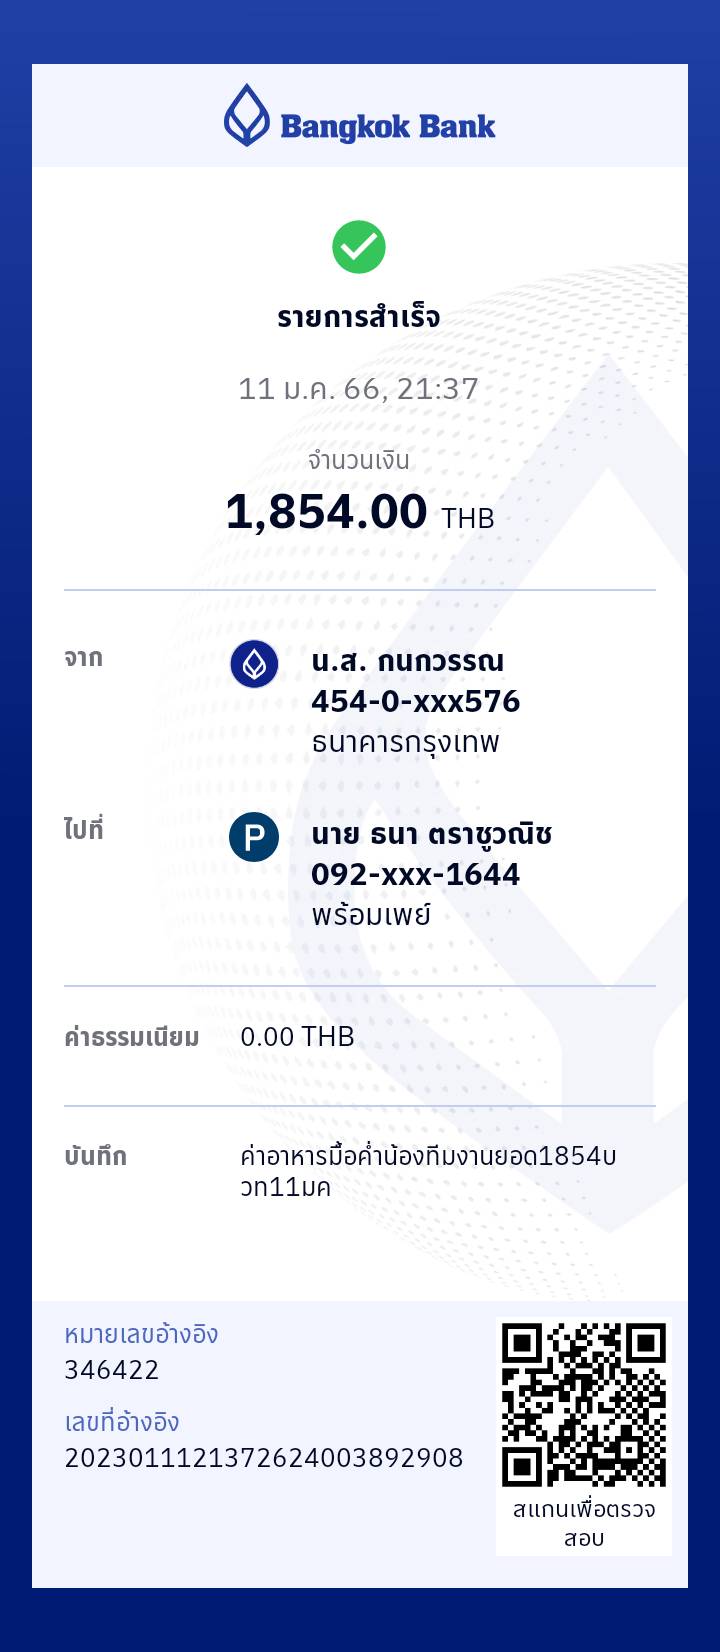 Bangkok Bank
รายการสำเร็จ
11 ม.ค. 66, 21:37
จำนวนเงิน
1,854.00 THB
จาก
น.ส. กนกวรรณ
454-0-xxx576
ธนาคารกรุงเทพ
ไปที่
P
นาย ธนา ตราชูวณิช
092-xxx-1644
พร้อมเพย์
ค่าธรรมเนียม 0.00 THB
บันทึก ค่าอาหารมื้อค่ำน้องทีมงานยอด1854บ
วท11มค
หมายเลขอ้างอิง
346422
เลขที่อ้างอิง
2023011121372624003892908
สแกนเพื่อตรวจ
สอบ